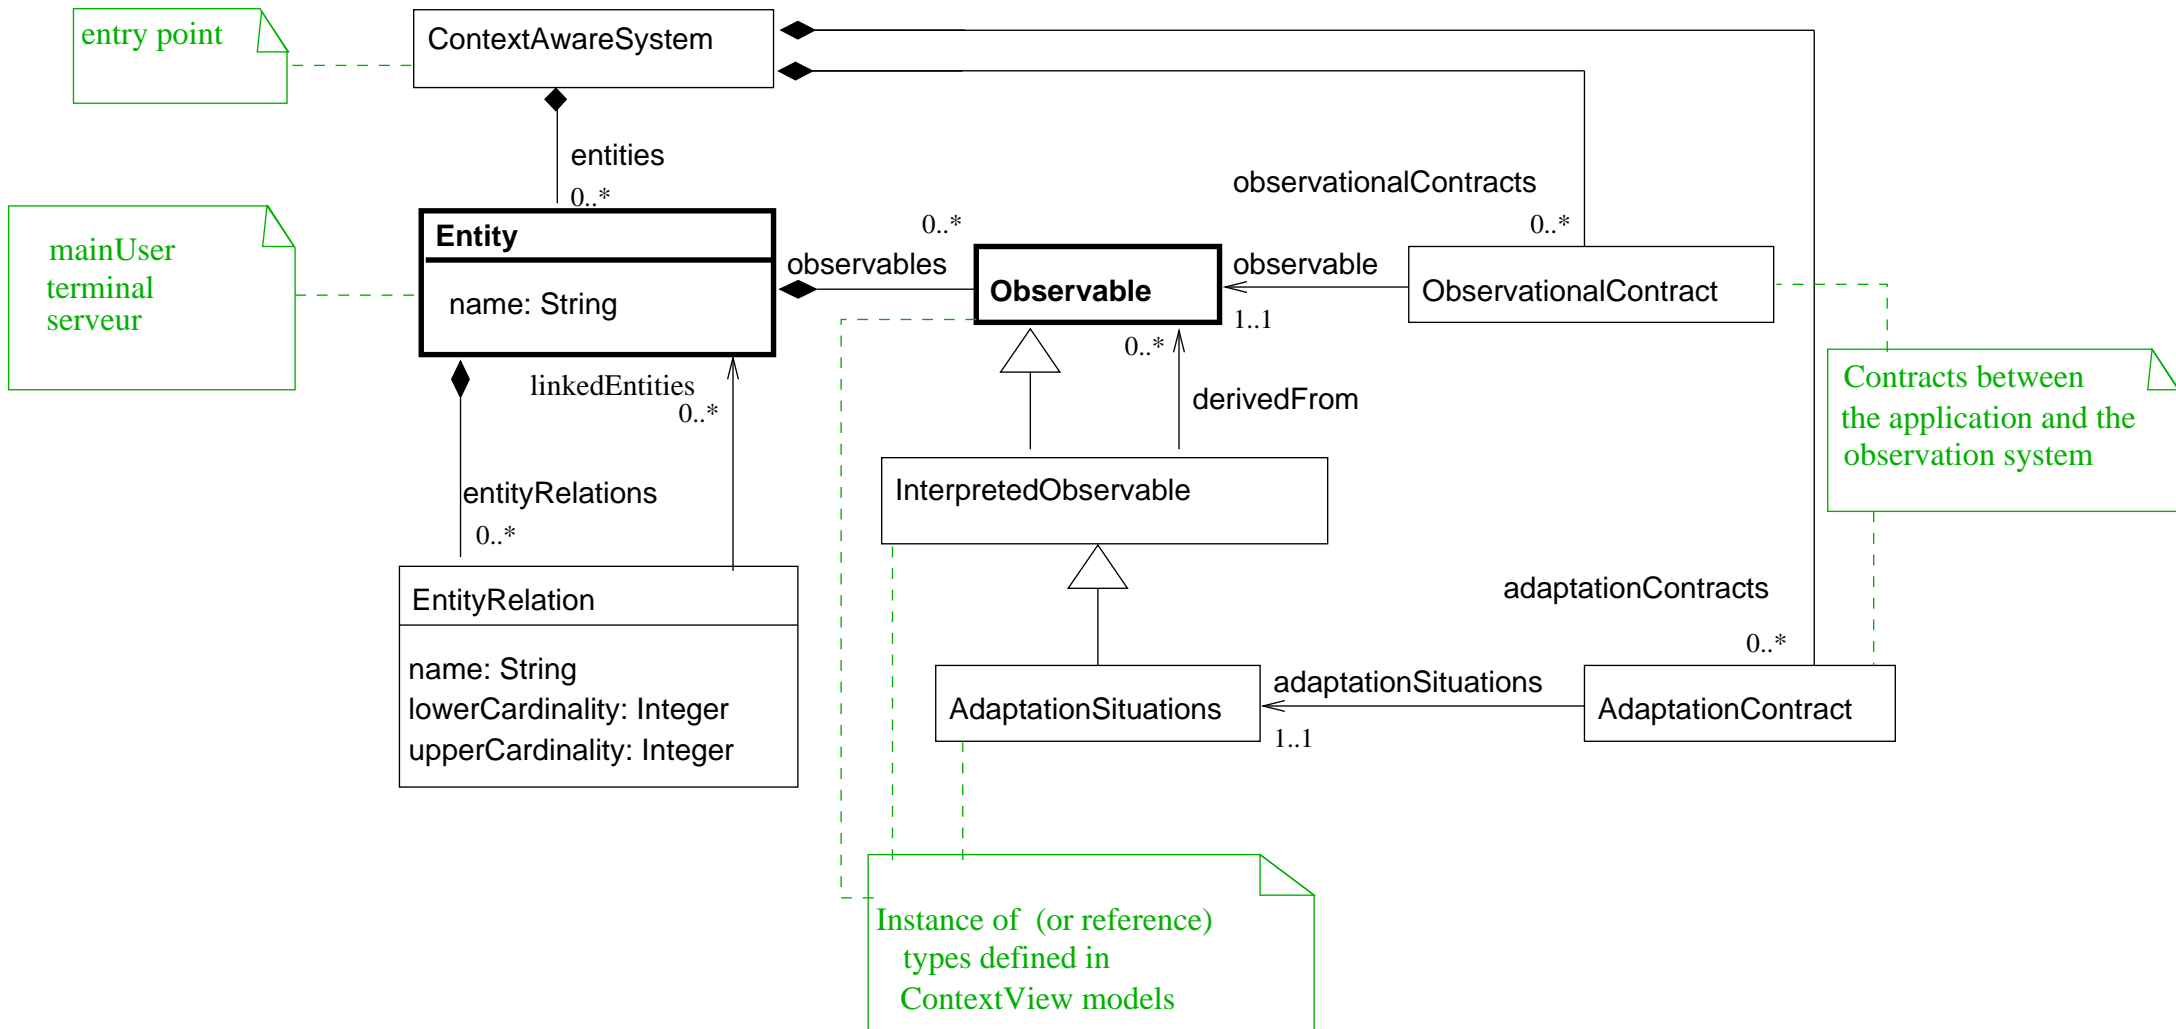 entry point
ContextAwareSystem
entities
0..*
observationalContracts
0..*
0..*
mainUser
terminal
serveur
Entity
name: String
observables
Observable
observable
1..1
ObservationalContract
0..*
linkedEntities
0..*
derivedFrom
Contracts between
the application and the
observation system
entityRelations
0..*
InterpretedObservable
EntityRelation
name: String
lowerCardinality: Integer
upperCardinality: Integer
adaptationContracts
0..*
AdaptationSituations
adaptationSituations
1..1
AdaptationContract
Instance of (or reference)
types defined in
ContextView models